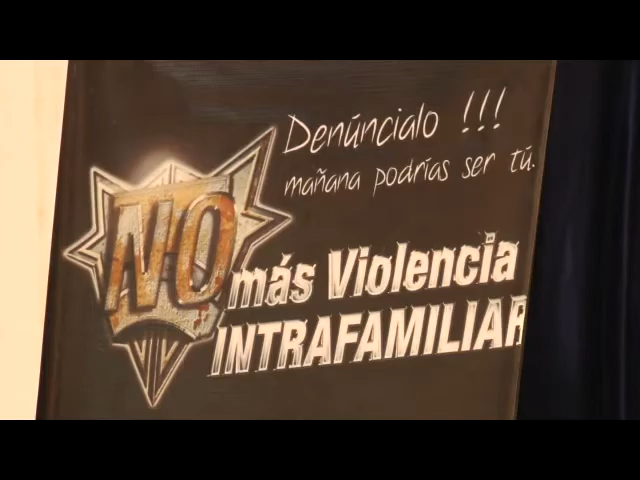 Denúncialo !!!
mañana podrías ser tú.
NO más Violencia
INTRAFAMILIAR